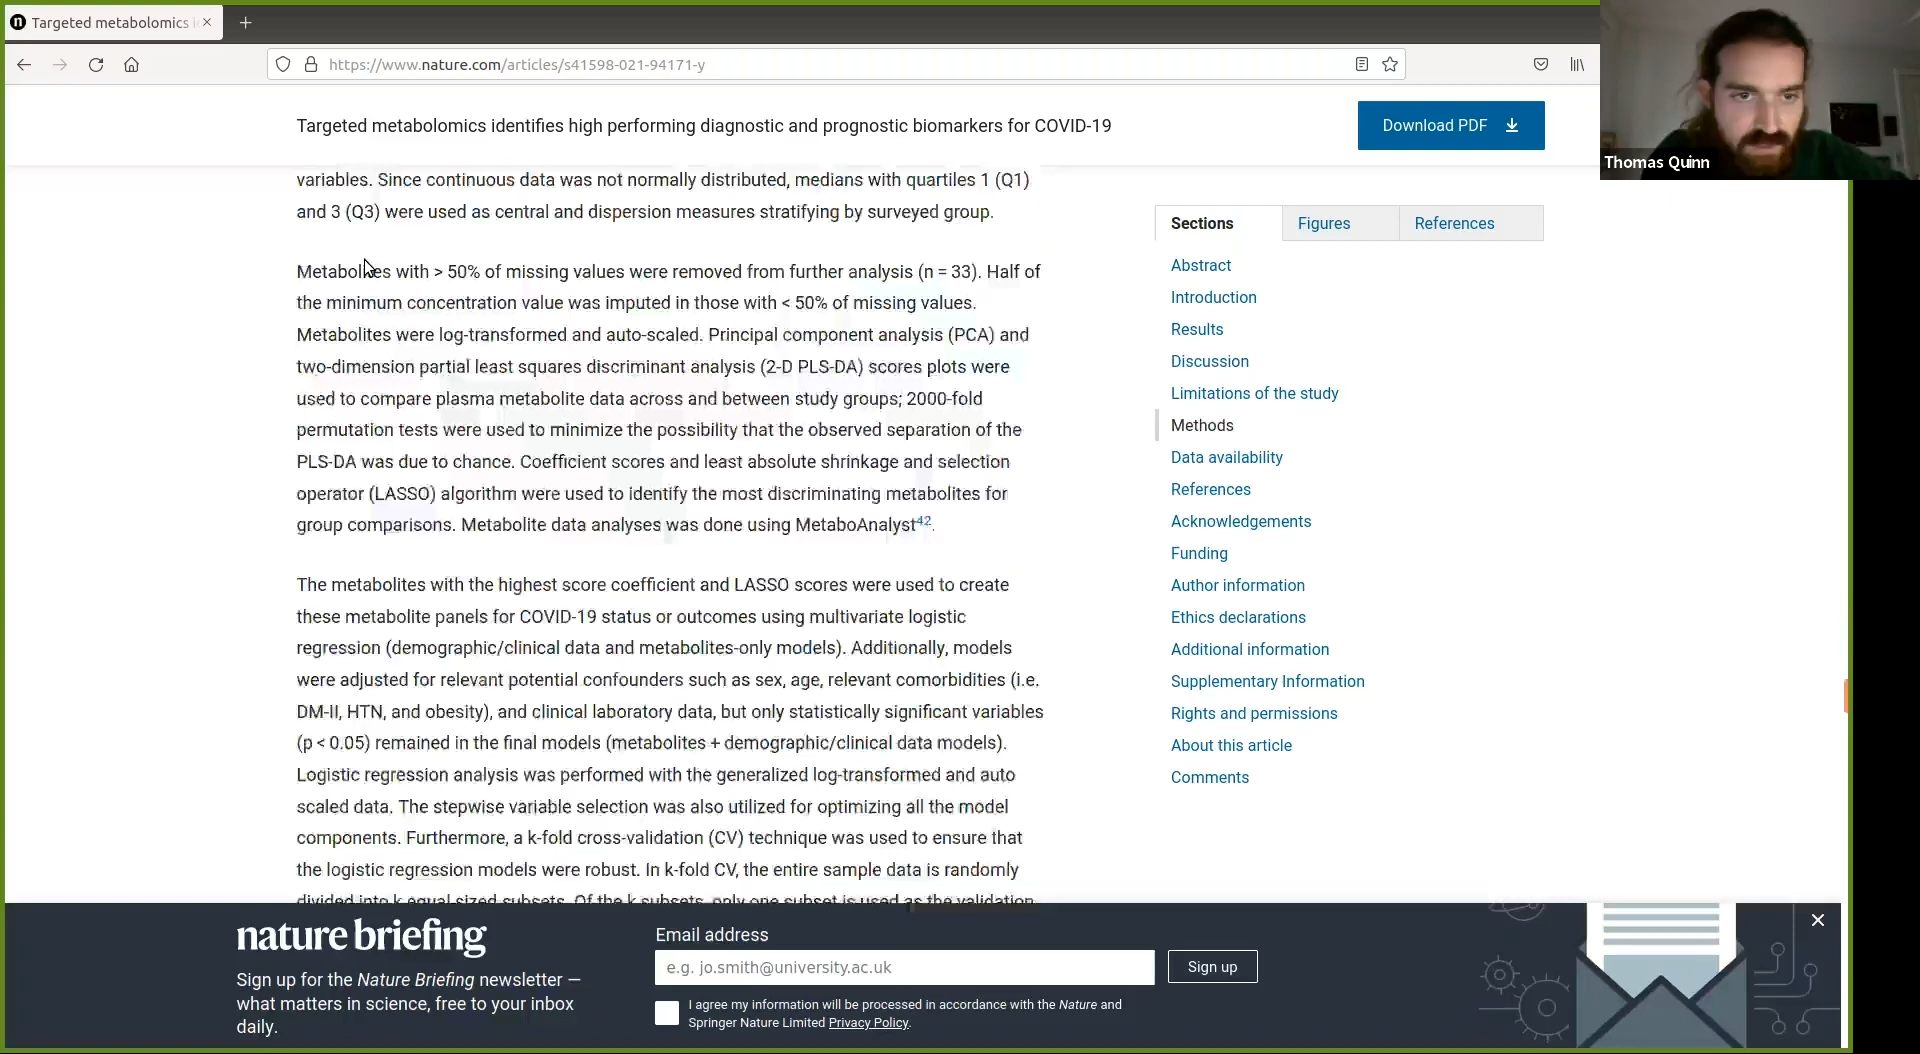 Targeted metabolomics i
https://www.nature.com/articles/s41598-021-94171-y
Thomas Quinn
Targeted metabolomics identifies high performing diagnostic and prognostic biomarkers for COVID-19
Download PDF
variables. Since continuous data was not normally distributed, medians with quartiles 1 (Q1)
and 3 (Q3) were used as central and dispersion measures stratifying by surveyed group.
Metabolites with > 50% of missing values were removed from further analysis (n = 33). Half of
the minimum concentration value was imputed in those with < 50% of missing values.
Metabolites were log-transformed and auto-scaled. Principal component analysis (PCA) and
two-dimension partial least squares discriminant analysis (2-D PLS-DA) scores plots were
used to compare plasma metabolite data across and between study groups; 2000-fold
permutation tests were used to minimize the possibility that the observed separation of the
PLS-DA was due to chance. Coefficient scores and least absolute shrinkage and selection
operator (LASSO) algorithm were used to identify the most discriminating metabolites for
group comparisons. Metabolite data analyses was done using MetaboAnalyst42.
The metabolites with the highest score coefficient and LASSO scores were used to create
these metabolite panels for COVID-19 status or outcomes using multivariate logistic
regression (demographic/clinical data and metabolites-only models). Additionally, models
were adjusted for relevant potential confounders such as sex, age, relevant comorbidities (i.e.
DM-II, HTN, and obesity), and clinical laboratory data, but only statistically significant variables
(p < 0.05) remained in the final models (metabolites + demographic/clinical data models).
Logistic regression analysis was performed with the generalized log-transformed and auto
scaled data. The stepwise variable selection was also utilized for optimizing all the model
components. Furthermore, a k-fold cross-validation (CV) technique was used to ensure that
the logistic regression models were robust. In k-fold CV, the entire sample data is randomly
divided into k equal sized subsets. Of the k subsets, only one subset is used as the validation
Sections
Figures
References
Abstract
Introduction
Results
Discussion
Limitations of the study
Methods
Data availability
References
Acknowledgements
Funding
Author information
Ethics declarations
Additional information
Supplementary Information
Rights and permissions
About this article
Comments
nature briefing
Sign up for the Nature Briefing newsletter —
what matters in science, free to your inbox
daily.
Email address
e.g. jo.smith@university.ac.uk
Sign up
I agree my information will be processed in accordance with the Nature and
Springer Nature Limited Privacy Policy.